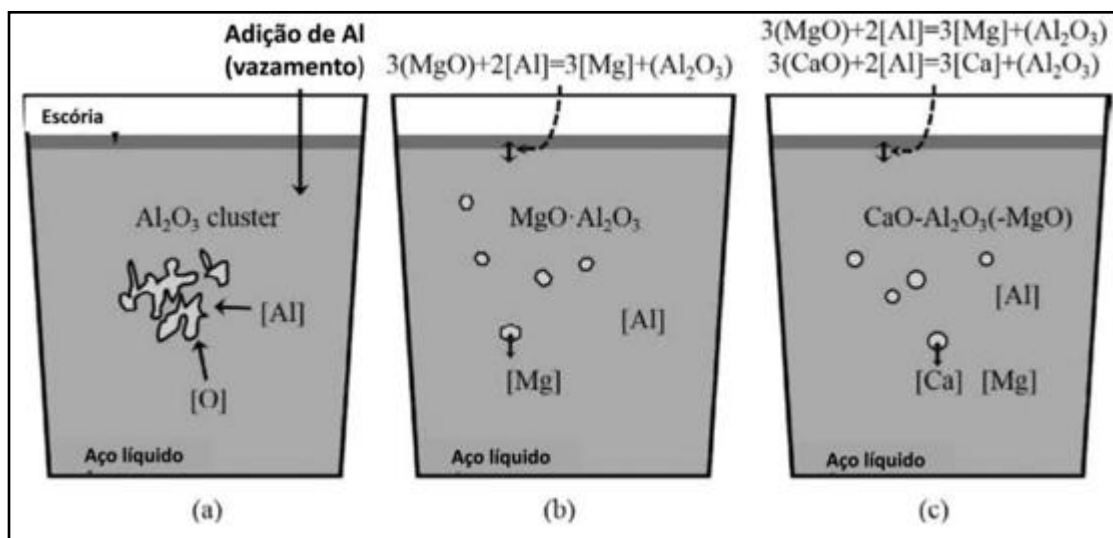 Adição de Al
(vazamento)
Escória
Al₂O₃ cluster
[Al]
[O]
Aço líquido
(a)
3(MgO)+2[Al]=3[Mg]+(Al₂O₃)
MgO·Al₂O₃
[Al]
[Mg]
Aço líquido
(b)
3(MgO)+2[Al]=3[Mg]+(Al₂O₃)
3(CaO)+2[Al]=3[Ca]+(Al₂O₃)
CaO-Al₂O₃(-MgO)
[Al]
[Ca] [Mg]
Aço líquido
(c)